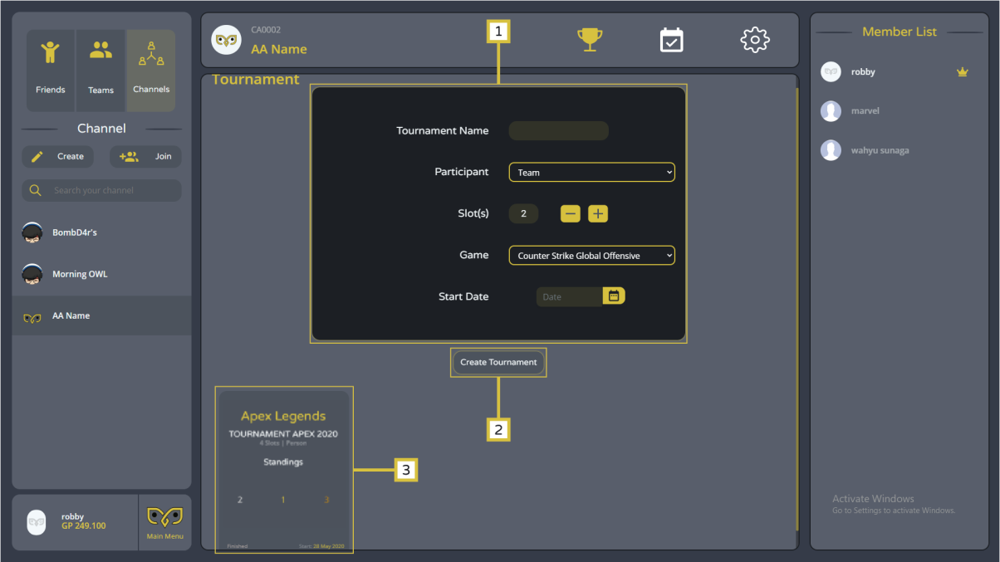 Friends
Teams
Channels
Channel
Create
Join
Search your channel
BombD4r's
Morning OWL
AA Name
robby
GP 249.100
Main Menu
CA0002
AA Name
1
Tournament
Tournament Name
Participant
Team
Slot(s)
2
Game
Counter Strike Global Offensive
Start Date
Date
Create Tournament
2
Apex Legends
TOURNAMENT APEX 2020
4 Slots | Person
Standings
2 1 3
Finished
Start: 28 May 2020
3
Member List
robby
marvel
wahyu sunaga
Activate Windows
Go to Settings to activate Windows.